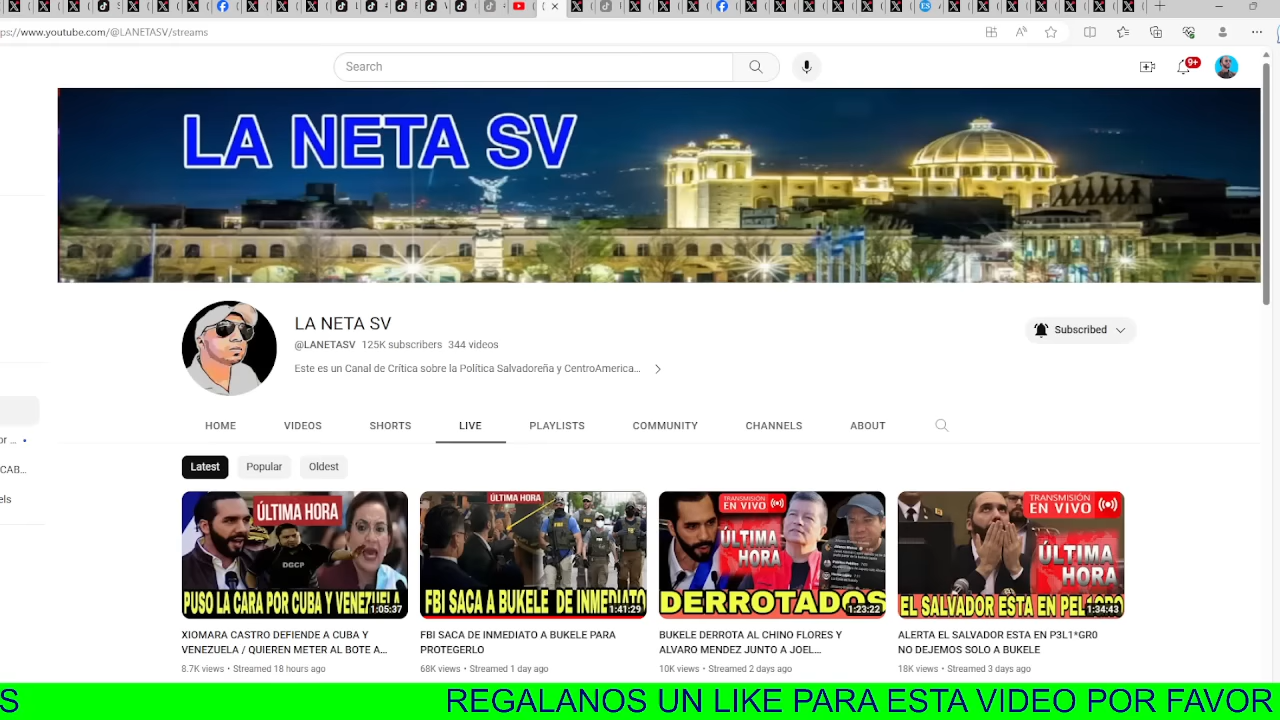 ps://www.youtube.com/@LANETASV/streams
Search
9+
LA NETA SV
LA NETA SV
@LANETASV 125K subscribers 344 videos
Este es un Canal de Crítica sobre la Política Salvadoreña y CentroAmerica...
Subscribed
HOME VIDEOS SHORTS LIVE PLAYLISTS COMMUNITY CHANNELS ABOUT
or ...
CAB...
els
Latest Popular Oldest
ÚLTIMA HORA
DGCP
PUSO LA CARA POR CUBA Y VENEZUELA
1:05:37
ÚLTIMA HORA
FBI SACA A BUKELE DE INMEDIATO
1:41:29
TRANSMISION EN VIVO
ÚLTIMA HORA
DERROTADOS
1:23:22
TRANSMISIÓN
EN VIVO
ÚLTIMA
HORA
EL SALVADOR ESTA EN PELIGRO
1:34:43
XIOMARA CASTRO DEFIENDE A CUBA Y
VENEZUELA / QUIEREN METER AL BOTE A...
8.7K views • Streamed 18 hours ago
FBI SACA DE INMEDIATO A BUKELE PARA
PROTEGERLO
68K views • Streamed 1 day ago
BUKELE DERROTA AL CHINO FLORES Y
ALVARO MENDEZ JUNTO A JOEL...
10K views • Streamed 2 days ago
ALERTA EL SALVADOR ESTA EN P3L1*GR0
NO DEJEMOS SOLO A BUKELE
18K views • Streamed 3 days ago
S REGALANOS UN LIKE PARA ESTA VIDEO POR FAVOR